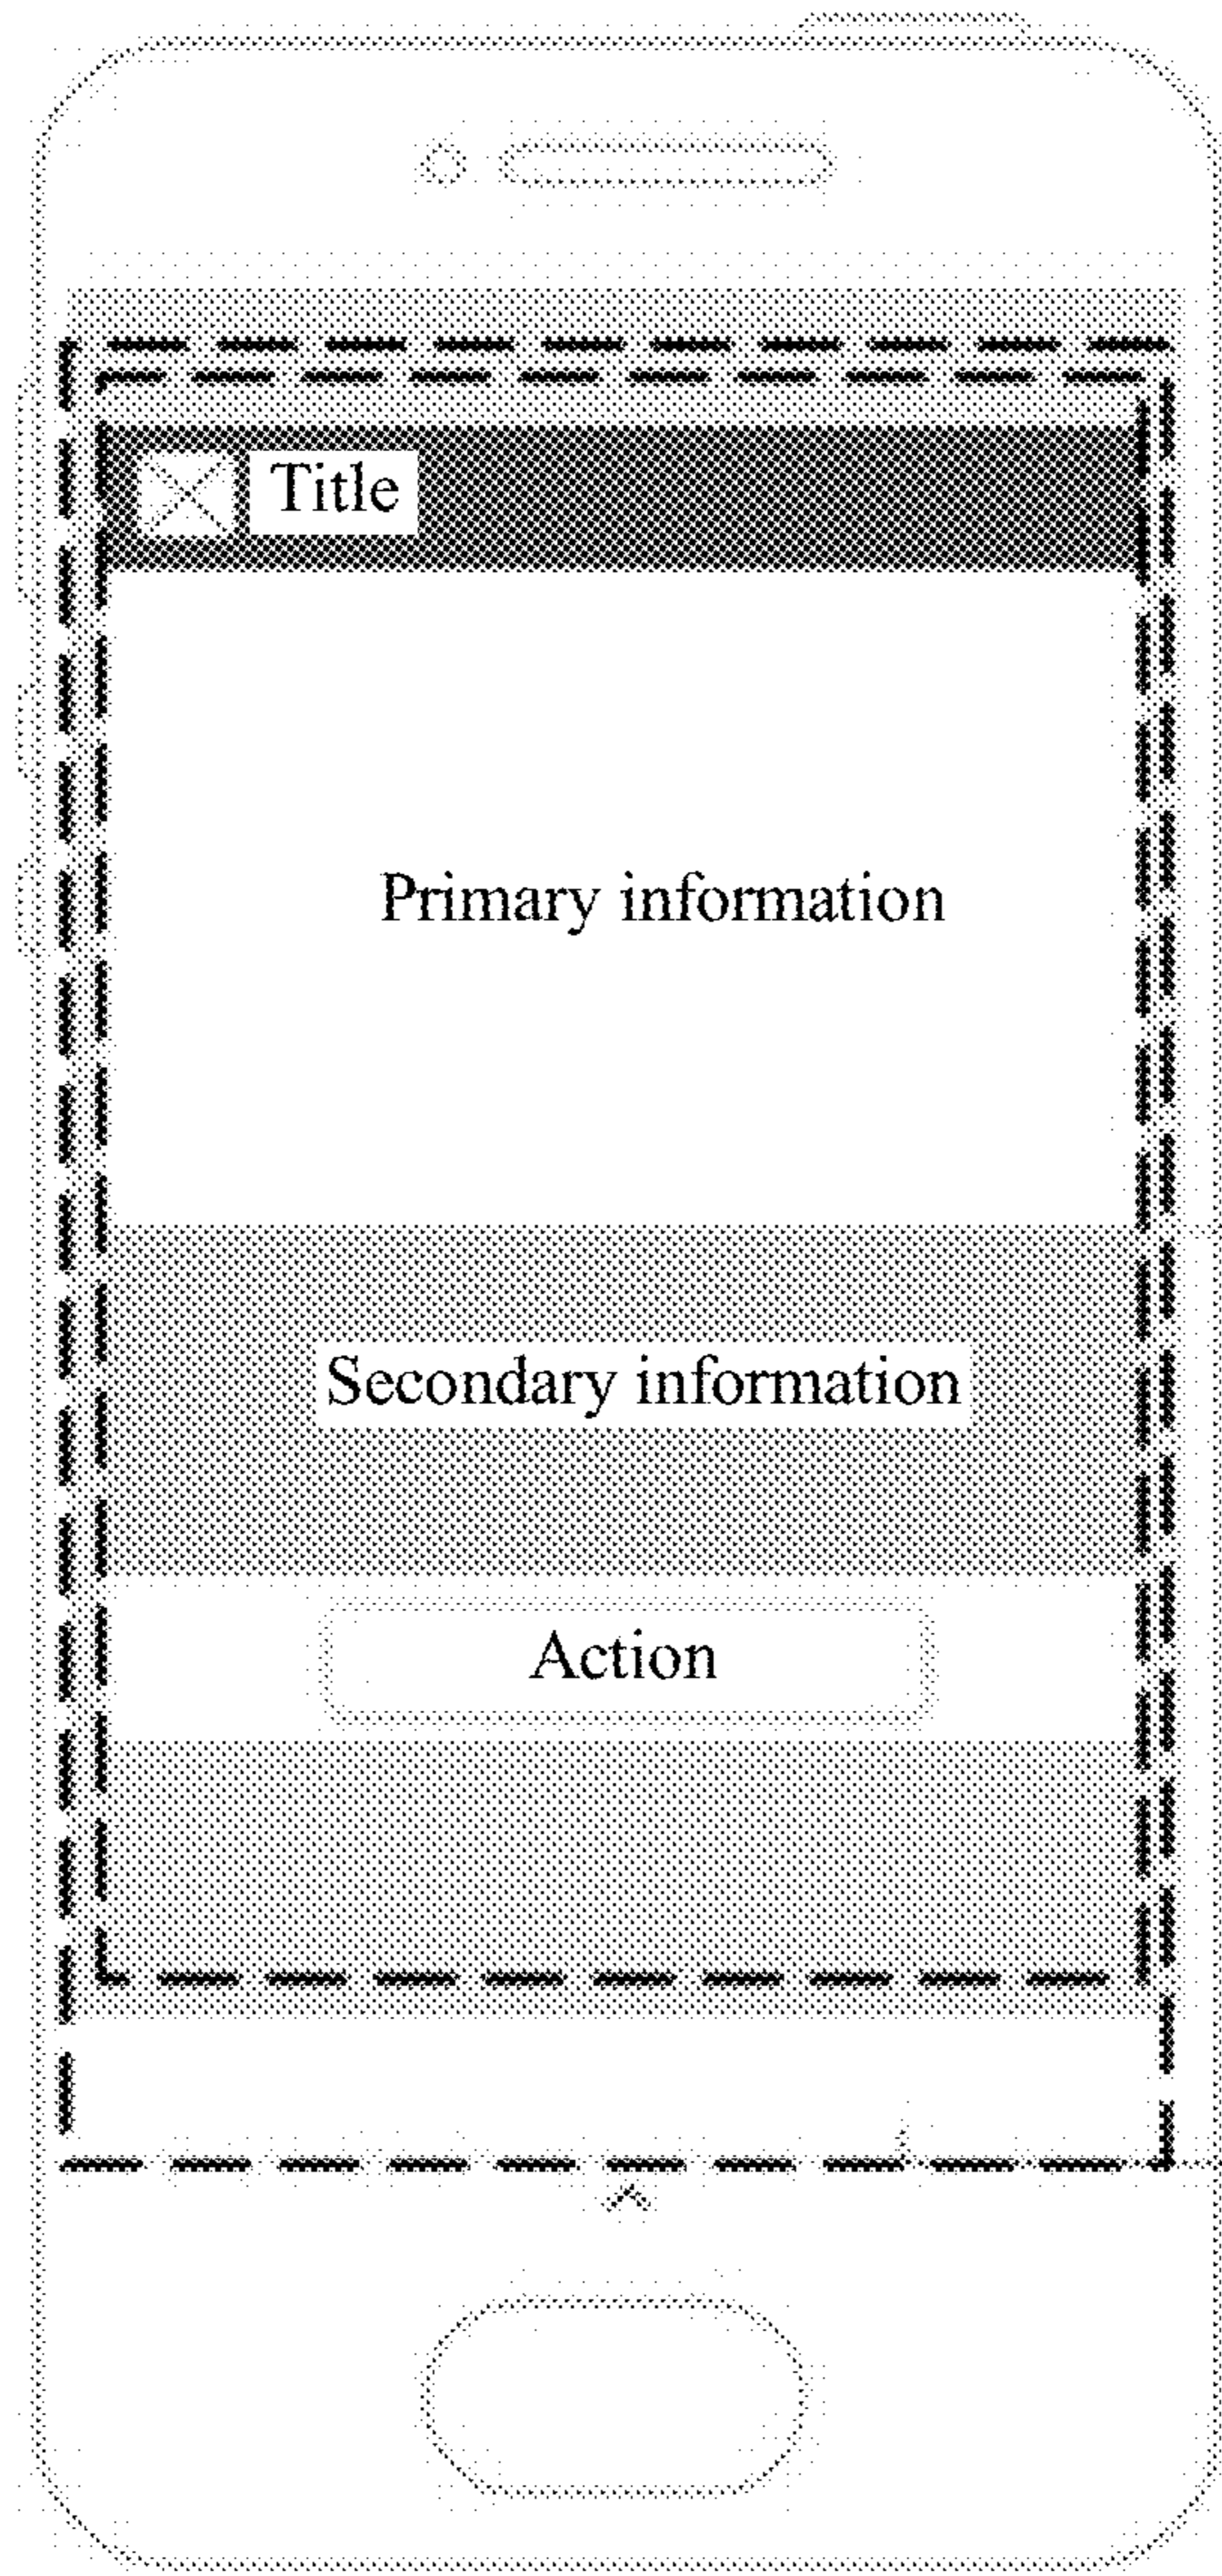 Title
Primary information
Secondary information
Action